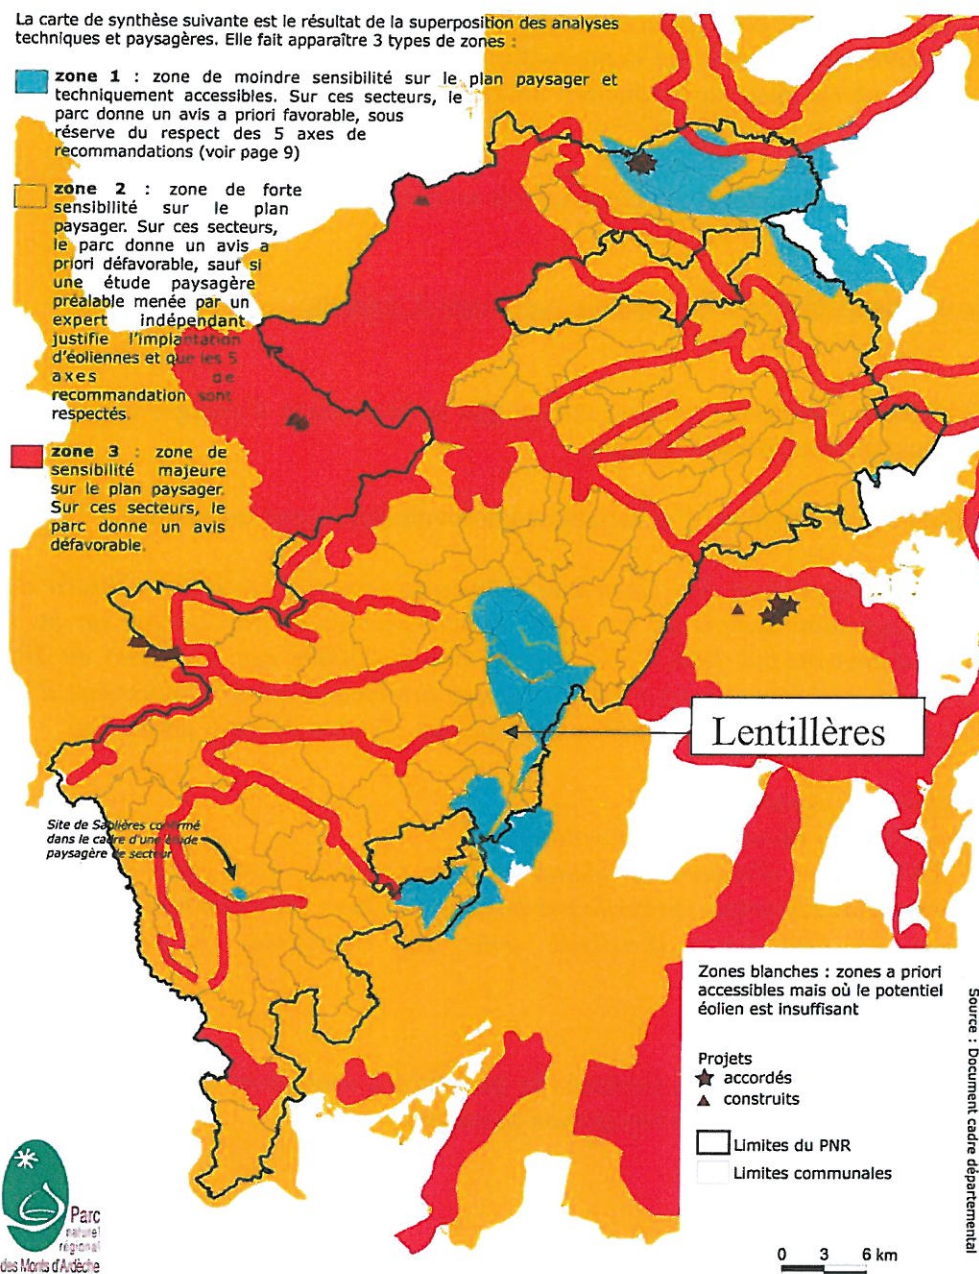 La carte de synthèse suivante est le résultat de la superposition des analyses
techniques et paysagères. Elle fait apparaître 3 types de zones :
zone 1 : zone de moindre sensibilité sur le plan paysager et
techniquement accessibles. Sur ces secteurs, le
parc donne un avis a priori favorable, sous
réserve du respect des 5 axes de
recommandations (voir page 9)
zone 2 : zone de forte
sensibilité sur le plan
paysager. Sur ces secteurs,
le parc donne un avis a
priori défavorable, sauf si
une étude paysagère
préalable menée par un
expert indépendant
justifie l'implantation
d'éoliennes et que les 5
axes de
recommandation sont
respectés.
zone 3 : zone de
sensibilité majeure
sur le plan paysager.
Sur ces secteurs, le
parc donne un avis
défavorable.
Lentillères
Site de Sablières confirmé
dans le cadre d'une étude
paysagère de secteur
Zones blanches : zones a priori
accessibles mais où le potentiel
éolien est insuffisant
Projets
accordés
construits
Limites du PNR
Limites communales
0 3 6 km
Source : Document cadre départemental
Parc
naturel
régional
des Monts d'Ardèche